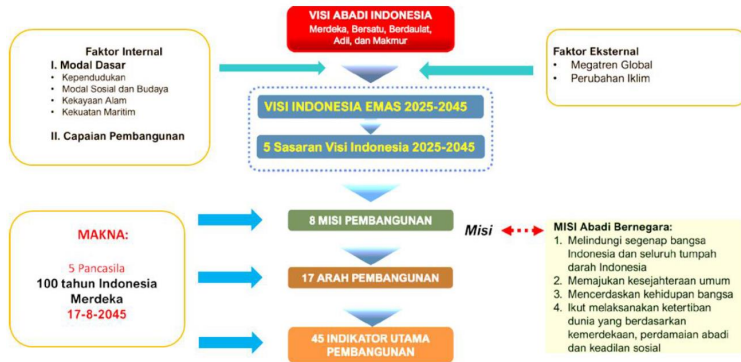 VISI ABADI INDONESIA
Merdeka, Bersatu, Berdaulat,
Adil, dan Makmur
Faktor Internal
I. Modal Dasar
• Kependudukan
• Modal Sosial dan Budaya
• Kekayaan Alam
• Kekuatan Maritim
II. Capaian Pembangunan
Faktor Eksternal
• Megatren Global
• Perubahan Iklim
VISI INDONESIA EMAS 2025-2045
5 Sasaran Visi Indonesia 2025-2045
MAKNA:
5 Pancasila
100 tahun Indonesia
Merdeka
17-8-2045
8 MISI PEMBANGUNAN
17 ARAH PEMBANGUNAN
45 INDIKATOR UTAMA
PEMBANGUNAN
Misi
MISI Abadi Bernegara:
1. Melindungi segenap bangsa
Indonesia dan seluruh tumpah
darah Indonesia
2. Memajukan kesejahteraan umum
3. Mencerdaskan kehidupan bangsa
4. Ikut melaksanakan ketertiban
dunia yang berdasarkan
kemerdekaan, perdamaian abadi
dan keadilan sosial